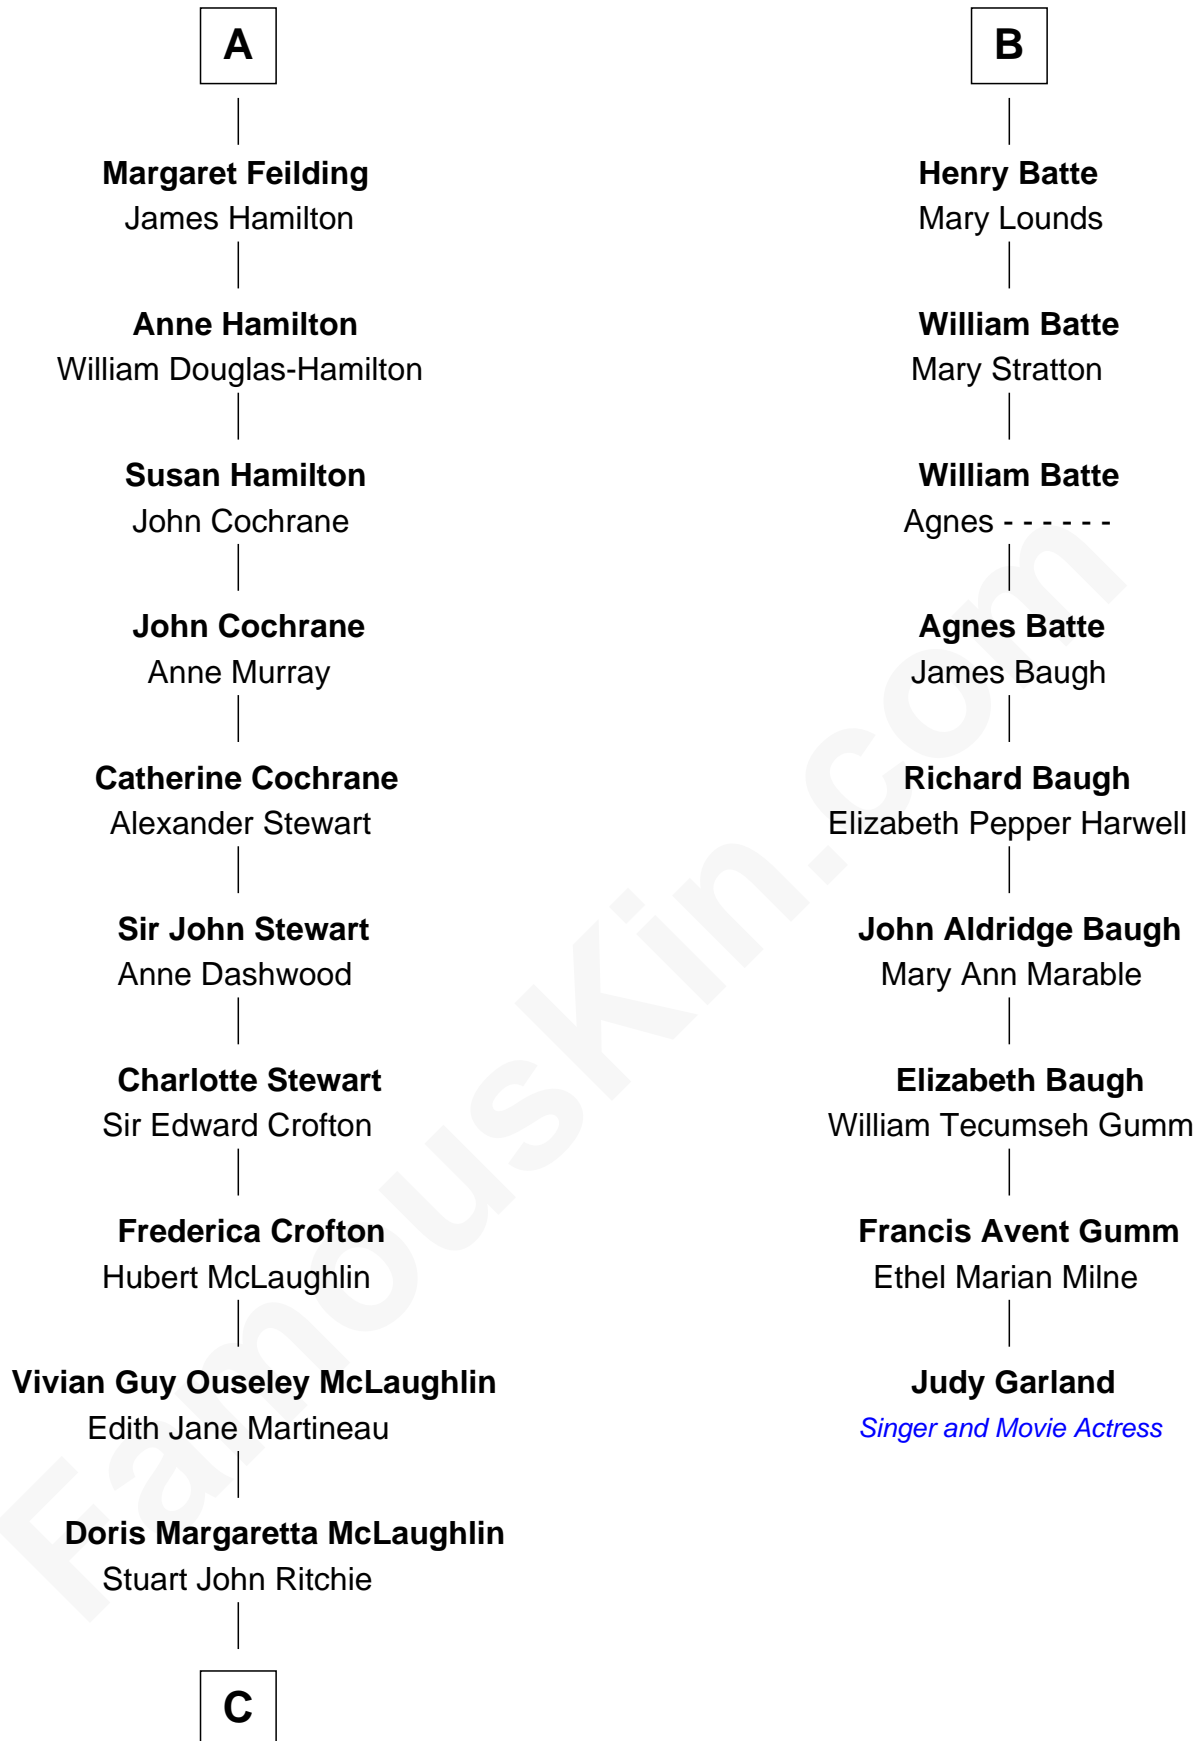 A
Margaret Feilding
James Hamilton
Anne Hamilton
William Douglas-Hamilton
Susan Hamilton
John Cochrane
John Cochrane
Anne Murray
Catherine Cochrane
Alexander Stewart
Sir John Stewart
Anne Dashwood
Charlotte Stewart
Sir Edward Crofton
Frederica Crofton
Hubert McLaughlin
Vivian Guy Ouseley McLaughlin
Edith Jane Martineau
Doris Margaretta McLaughlin
Stuart John Ritchie
C
B
Henry Batte
Mary Lounds
William Batte
Mary Stratton
William Batte
Agnes - - - - - -
Agnes Batte
James Baugh
Richard Baugh
Elizabeth Pepper Harwell
John Aldridge Baugh
Mary Ann Marable
Elizabeth Baugh
William Tecumseh Gumm
Francis Avent Gumm
Ethel Marian Milne
Judy Garland
Singer and Movie Actress
FamousKin.com